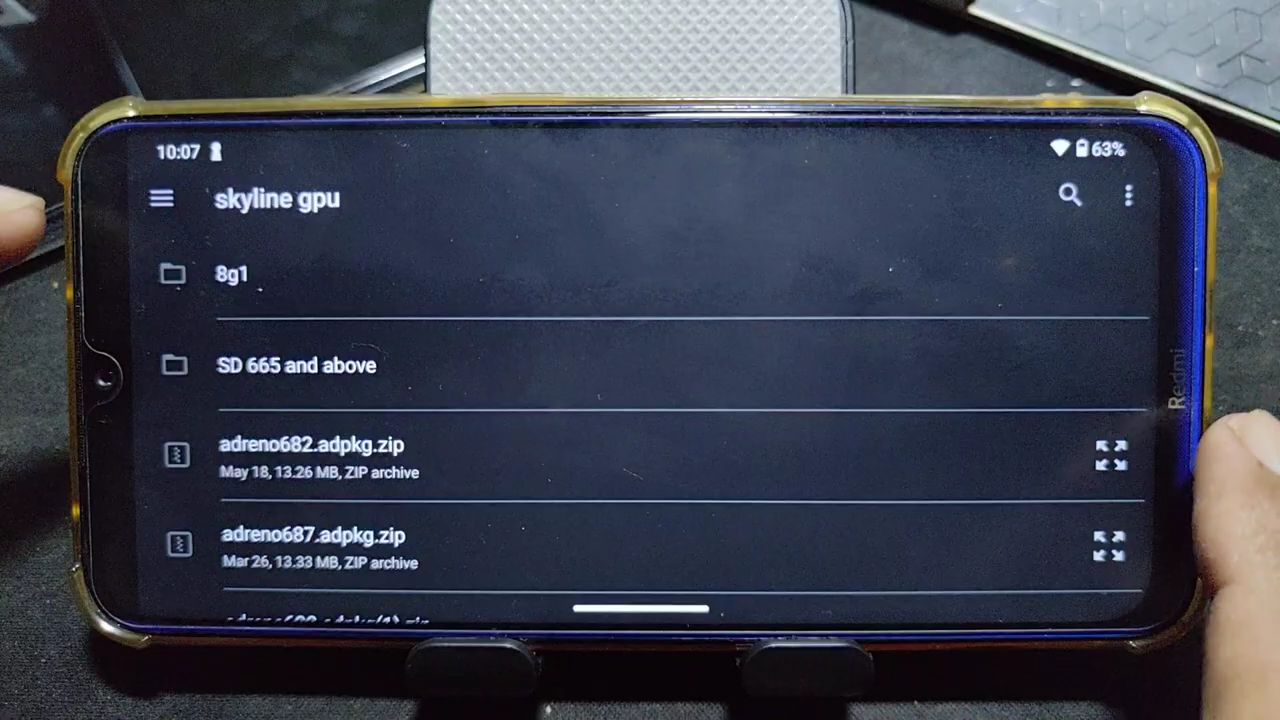 10:07
63%
skyline gpu
8g1
SD 665 and above
adreno682.adpkg.zip
May 18, 13.26 MB, ZIP archive
adreno687.adpkg.zip
Mar 26, 13.33 MB, ZIP archive
Redmi